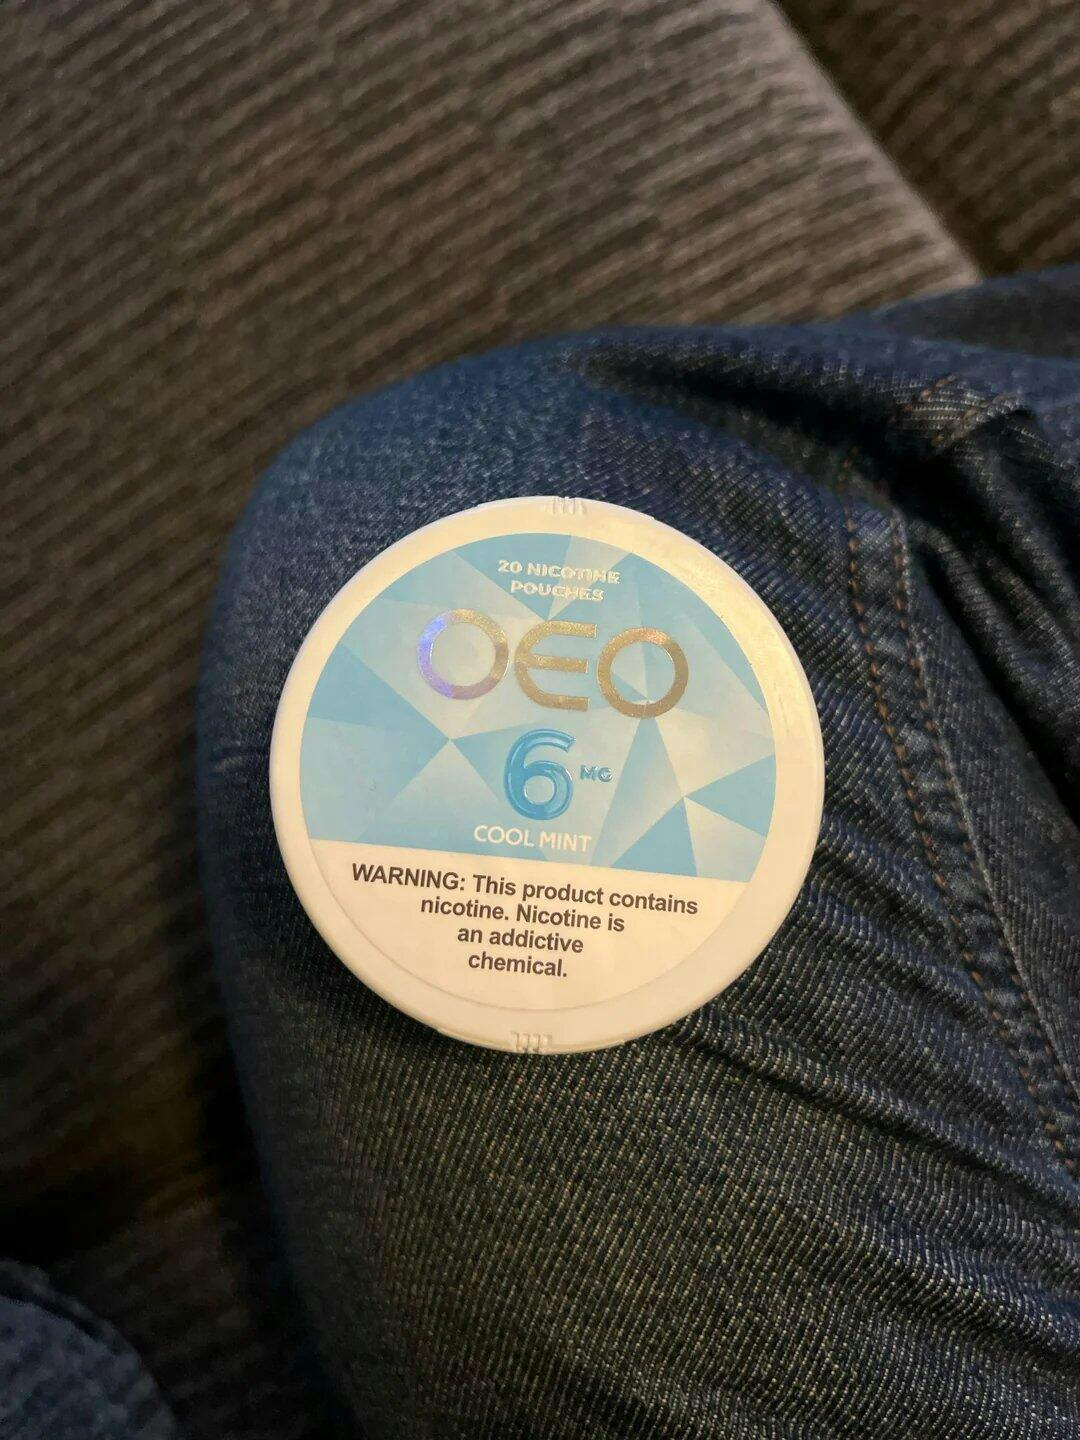 20 NICOTINE
POUCHES
OEO
6 MG
COOL MINT
WARNING: This product contains
nicotine. Nicotine is
an addictive
chemical.